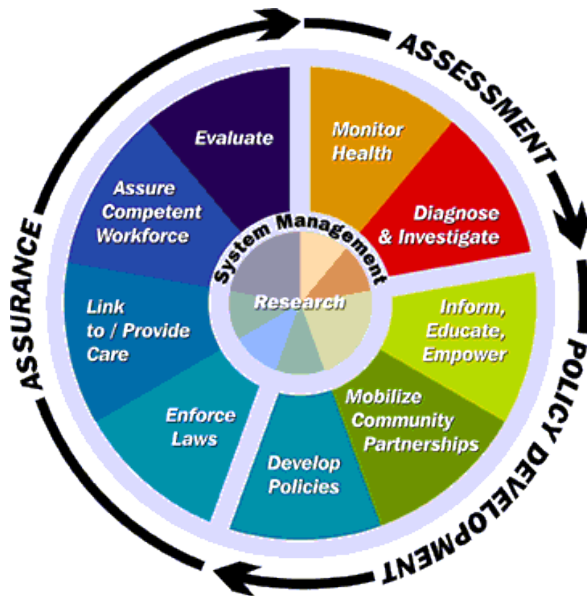 ASSESSMENT
Monitor
Health
Diagnose
& Investigate
POLICY DEVELOPMENT
Inform,
Educate,
Empower
Mobilize
Community
Partnerships
Develop
Policies
ASSURANCE
Enforce
Laws
Link
to / Provide
Care
Assure
Competent
Workforce
Evaluate
System Management
Research